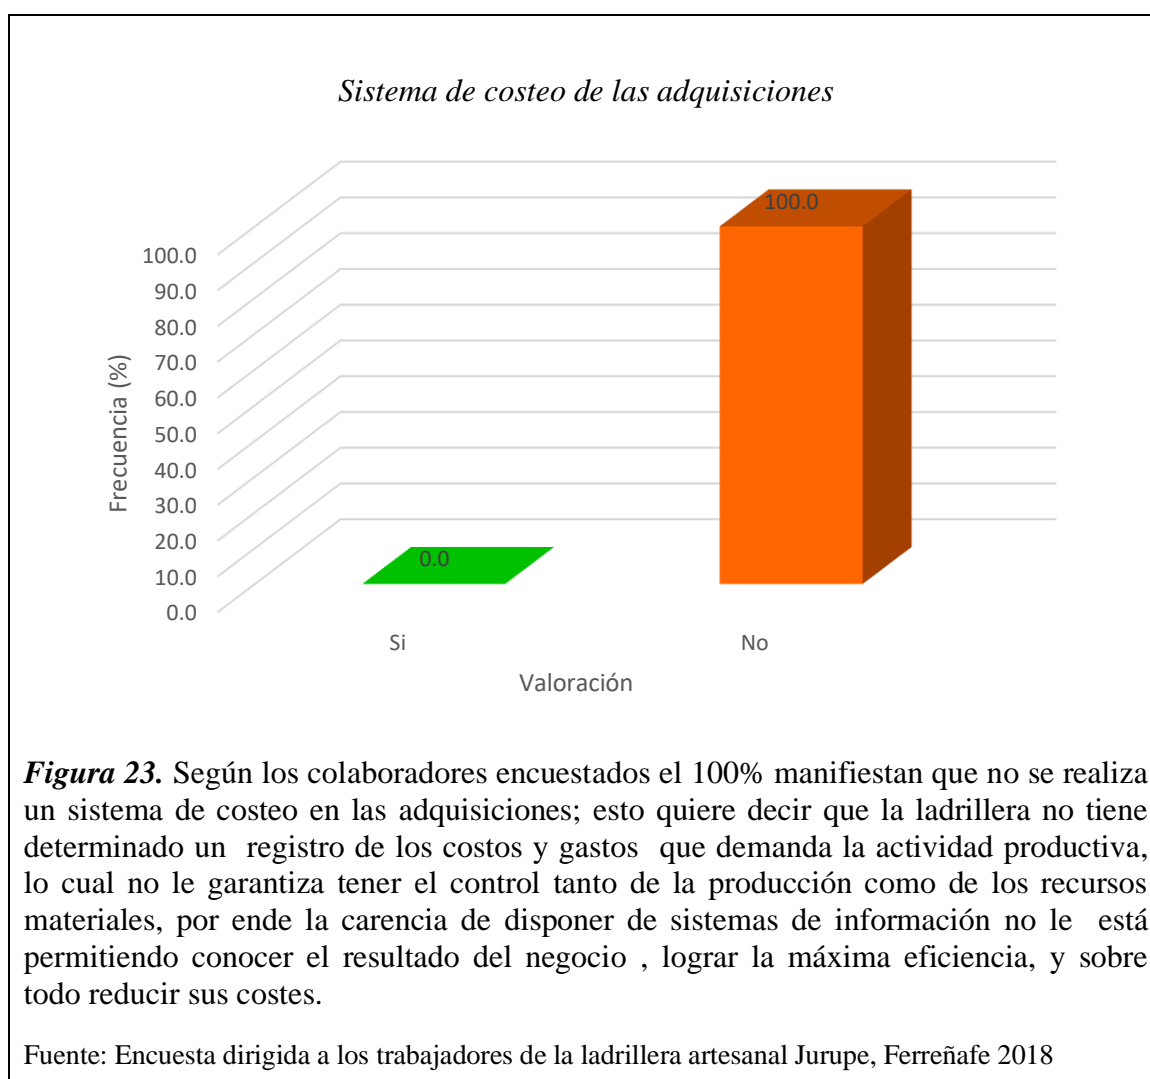 Sistema de costeo de las adquisiciones
100.0
100.0
90.0
80.0
70.0
60.0
50.0
40.0
30.0
20.0
10.0
0.0
Frecuencia (%)
0.0
Si
No
Valoración
Figura 23. Según los colaboradores encuestados el 100% manifiestan que no se realiza
un sistema de costeo en las adquisiciones; esto quiere decir que la ladrillera no tiene
determinado un registro de los costos y gastos que demanda la actividad productiva,
lo cual no le garantiza tener el control tanto de la producción como de los recursos
materiales, por ende la carencia de disponer de sistemas de información no le está
permitiendo conocer el resultado del negocio , lograr la máxima eficiencia, y sobre
todo reducir sus costes.
Fuente: Encuesta dirigida a los trabajadores de la ladrillera artesanal Jurupe, Ferreñafe 2018